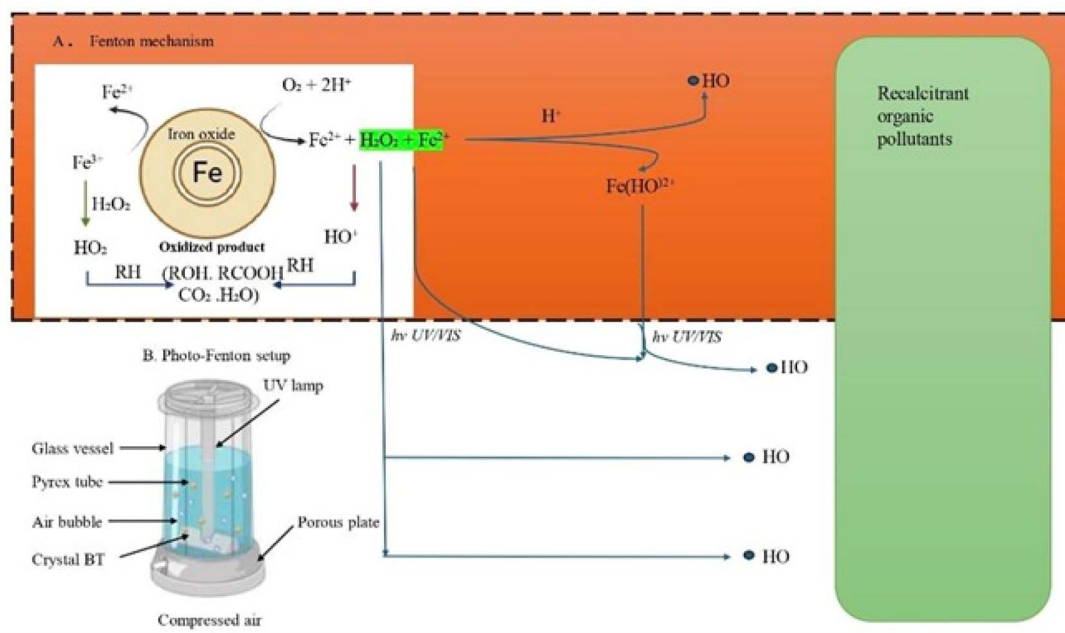 A. Fenton mechanism
Fe²⁺
O₂ + 2H⁺
Iron oxide
Fe
Fe²⁺ + H₂O₂ + Fe²⁺
H⁺
●HO
Fe³⁺
H₂O₂
Fe(HO)²⁺
HO₂
Oxidized product
HO⁺
RH
(ROH. RCOOH
RH
CO₂ .H₂O)
Recalcitrant
organic
pollutants
hv UV/VIS
hv UV/VIS
●HO
B. Photo-Fenton setup
UV lamp
Glass vessel
Pyrex tube
Air bubble
Crystal BT
Porous plate
Compressed air
● HO
● HO